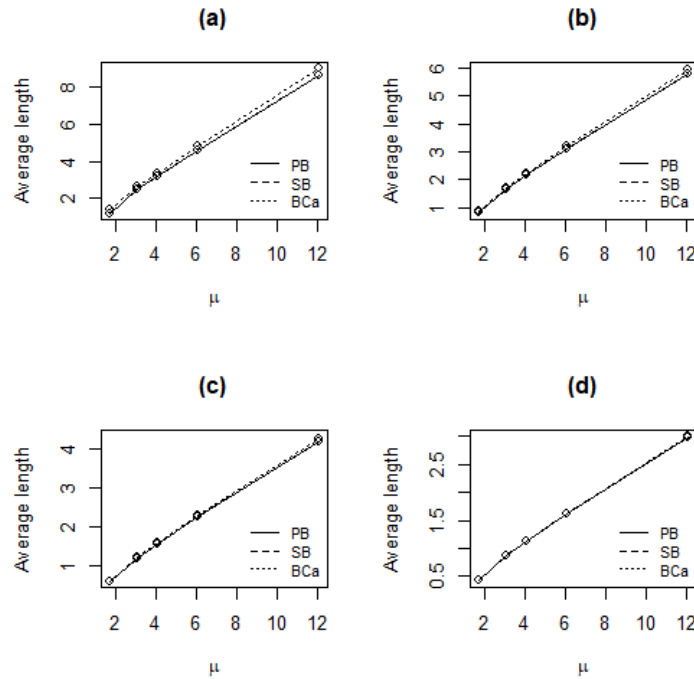 (a)
Average length
8
6
4
2
PB
SB
BCa
2 4 6 8 10 12
μ
(b)
Average length
6
5
4
3
2
1
PB
SB
BCa
2 4 6 8 10 12
μ
(c)
Average length
4
3
2
1
PB
SB
BCa
2 4 6 8 10 12
μ
(d)
Average length
2.5
1.5
0.5
PB
SB
BCa
2 4 6 8 10 12
μ